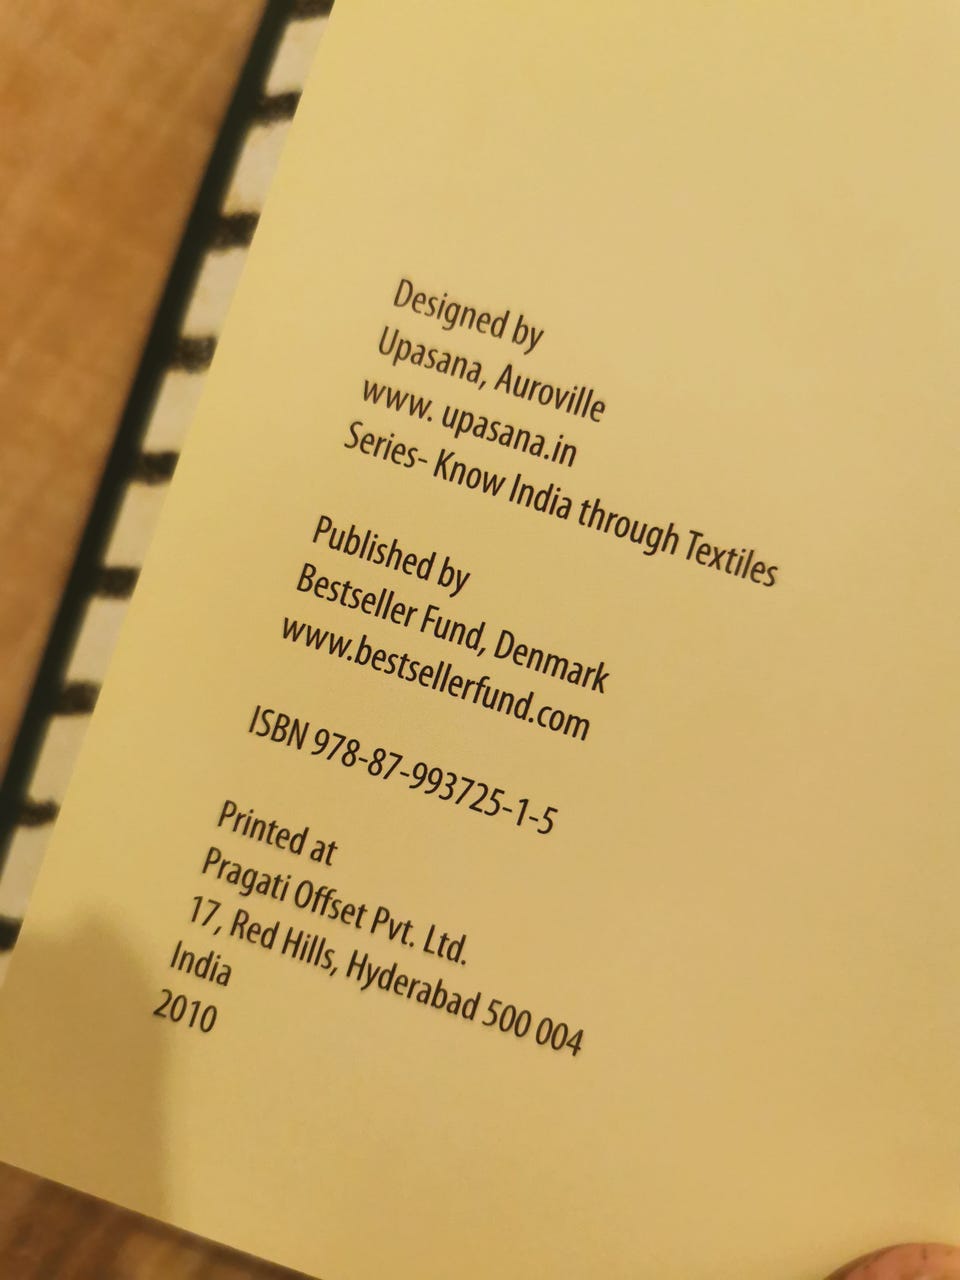 Designed by
Upasana, Auroville
www. upasana.in
Series- Know India through Textiles
Published by
Bestseller Fund, Denmark
www.bestsellerfund.com
ISBN 978-87-993725-1-5
Printed at
Pragati Offset Pvt. Ltd.
17, Red Hills, Hyderabad 500 004
India
2010